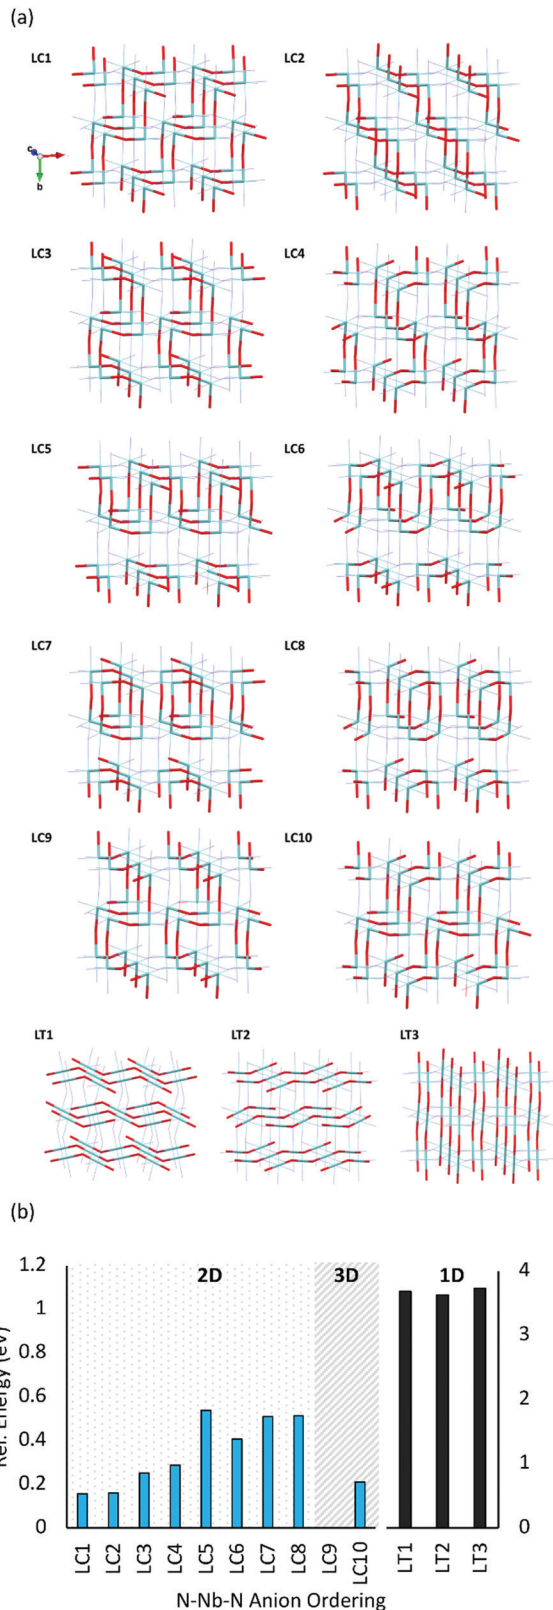 (a)
LC1
LC2
c
b
LC3
LC4
LC5
LC6
LC7
LC8
LC9
LC10
LT1
LT2
LT3
(b)
2D
3D
1D
1.2
1
0.8
0.6
0.4
0.2
0
4
3
2
1
0
Rel. Energy (eV)
LC1
LC2
LC3
LC4
LC5
LC6
LC7
LC8
LC9
LC10
LT1
LT2
LT3
N-Nb-N Anion Ordering